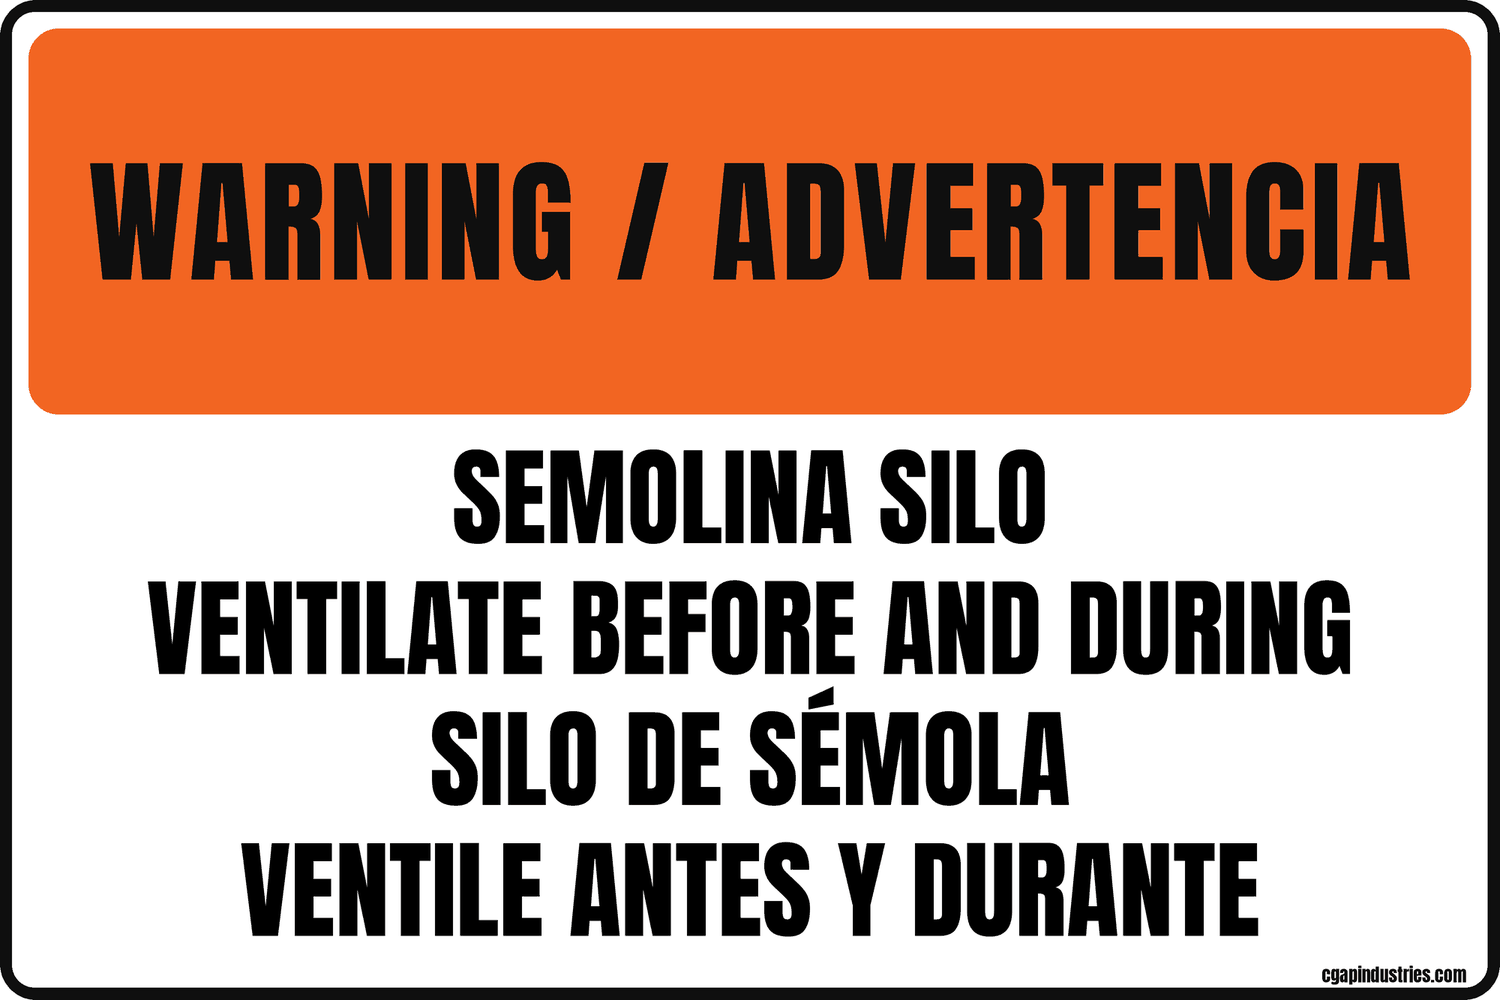 WARNING / ADVERTENCIA
SEMOLINA SILO
VENTILATE BEFORE AND DURING
SILO DE SÉMOLA
VENTILE ANTES Y DURANTE
cgapindustries.com